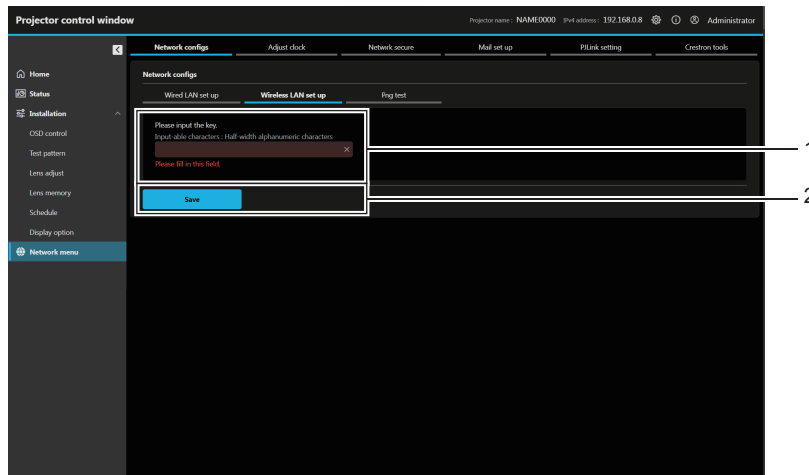 Projector control window
Projector name : NAME0000 IPv4 address : 192.168.0.8 Administrator
Network configs Adjust clock Network secure Mail set up PJLink setting Crestron tools
Home
Status
Installation
OSD control
Test pattern
Lens adjust
Lens memory
Schedule
Display option
Network menu
Network configs
Wired LAN set up Wireless LAN set up Png test
Please input the key.
Input-able characters : Half-width alphanumeric characters
Please fill in this field.
1
Save
2